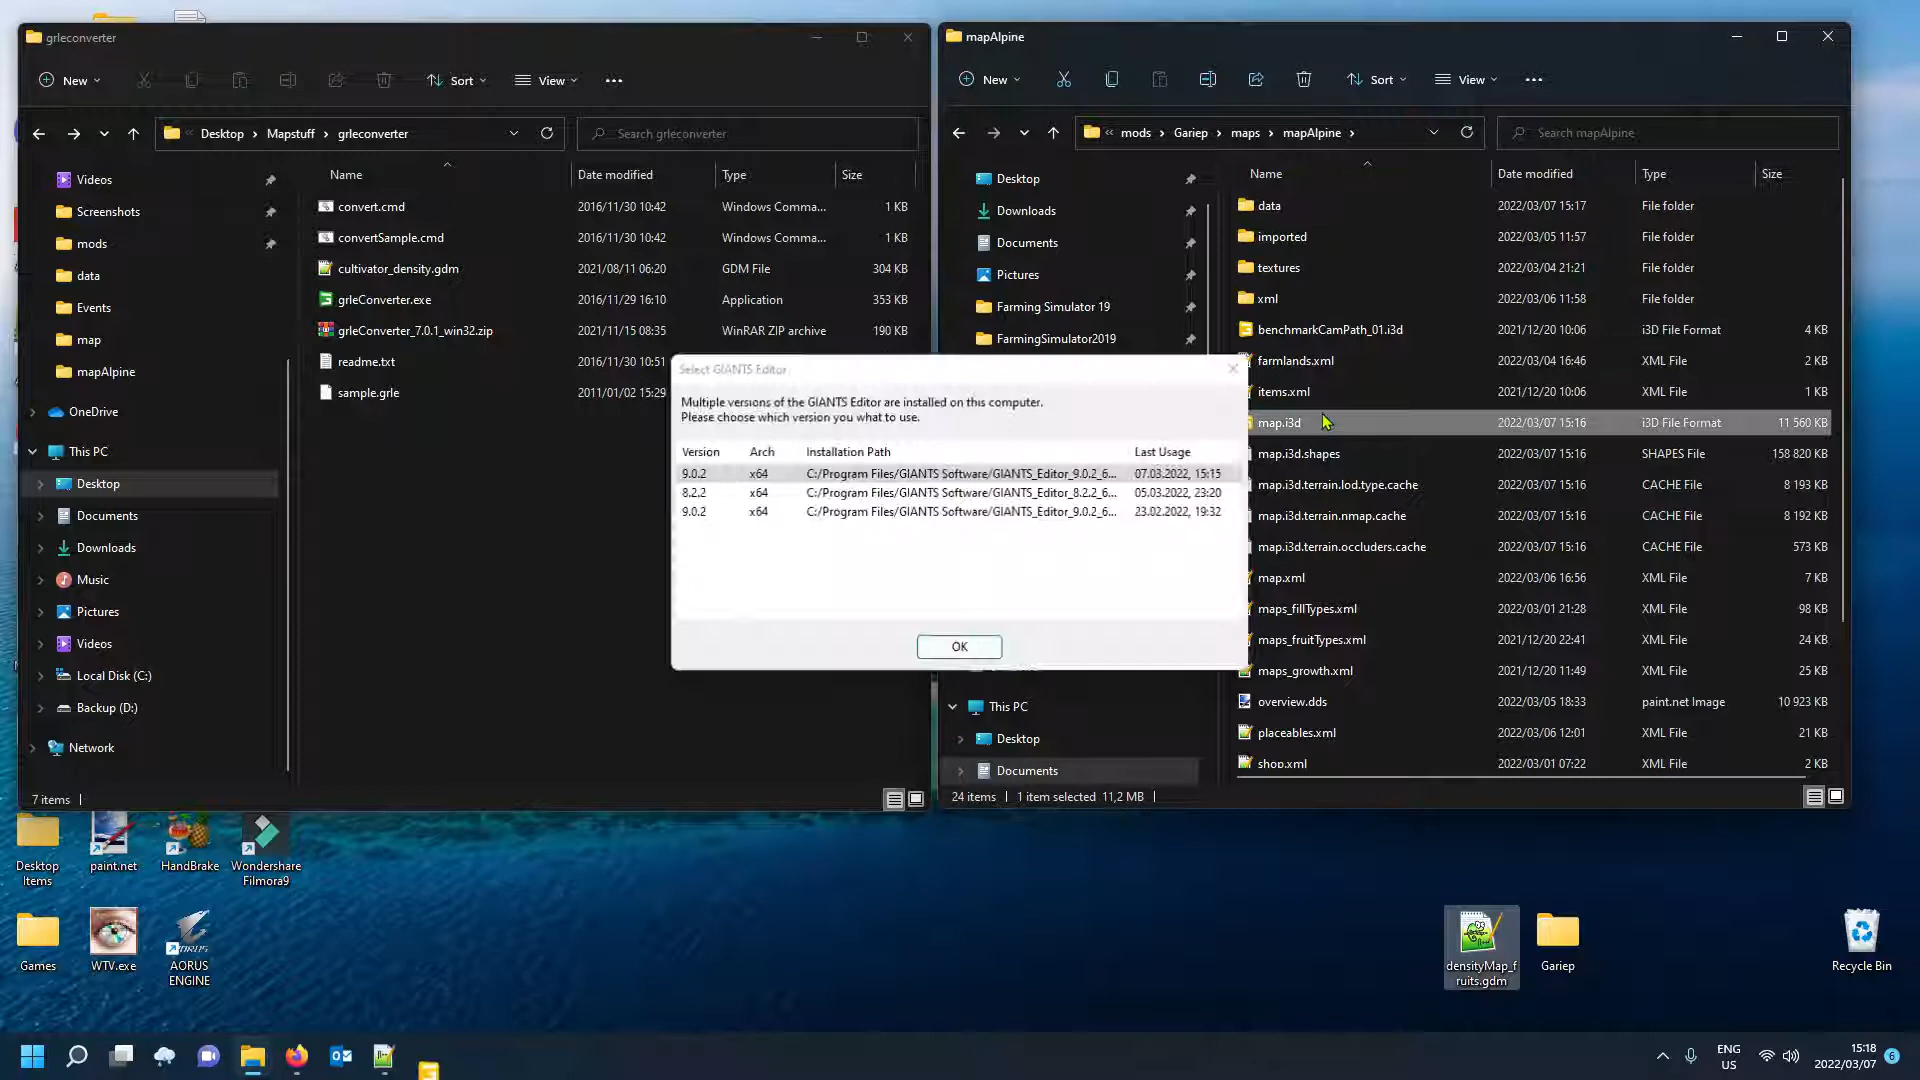 grleconverter
New
Sort
View
Desktop > Mapstuff > grleconverter
Search grleconverter
Videos
Screenshots
mods
data
Events
map
mapAlpine
OneDrive
This PC
Desktop
Documents
Downloads
Music
Pictures
Videos
Local Disk (C:)
Backup (D:)
Network
Name Date modified Type Size
convert.cmd 2016/11/30 10:42 Windows Comma... 1 KB
convertSample.cmd 2016/11/30 10:42 Windows Comma... 1 KB
cultivator_density.gdm 2021/08/11 06:20 GDM File 304 KB
grleConverter.exe 2016/11/29 16:10 Application 353 KB
grleConverter_7.0.1_win32.zip 2021/11/15 08:35 WinRAR ZIP archive 190 KB
readme.txt 2016/11/30 10:51
sample.grle 2011/01/02 15:29
7 items
mapAlpine
New
Sort
View
mods > Gariep > maps > mapAlpine >
Search mapAlpine
Desktop
Downloads
Documents
Pictures
Farming Simulator 19
FarmingSimulator2019
This PC
Desktop
Documents
Name Date modified Type Size
data 2022/03/07 15:17 File folder
imported 2022/03/05 11:57 File folder
textures 2022/03/04 21:21 File folder
xml 2022/03/06 11:58 File folder
benchmarkCamPath_01.i3d 2021/12/20 10:06 i3D File Format 4 KB
farmlands.xml 2022/03/04 16:46 XML File 2 KB
items.xml 2021/12/20 10:06 XML File 1 KB
map.i3d 2022/03/07 15:16 i3D File Format 11 560 KB
map.i3d.shapes 2022/03/07 15:16 SHAPES File 158 820 KB
map.i3d.terrain.lod.type.cache 2022/03/07 15:16 CACHE File 8 193 KB
map.i3d.terrain.nmap.cache 2022/03/07 15:16 CACHE File 8 192 KB
map.i3d.terrain.occluders.cache 2022/03/07 15:16 CACHE File 573 KB
map.xml 2022/03/06 16:56 XML File 7 KB
maps_fillTypes.xml 2022/03/01 21:28 XML File 98 KB
maps_fruitTypes.xml 2021/12/20 22:41 XML File 24 KB
maps_growth.xml 2021/12/20 11:49 XML File 25 KB
overview.dds 2022/03/05 18:33 paint.net Image 10 923 KB
placeables.xml 2022/03/06 12:01 XML File 21 KB
shop.xml 2022/03/01 07:22 XML File 2 KB
24 items 1 item selected 11,2 MB
Select GIANTS Editor
Multiple versions of the GIANTS Editor are installed on this computer.
Please choose which version you what to use.
Version Arch Installation Path Last Usage
9.0.2 x64 C:/Program Files/GIANTS Software/GIANTS_Editor_9.0.2_6... 07.03.2022, 15:15
8.2.2 x64 C:/Program Files/GIANTS Software/GIANTS_Editor_8.2.2_6... 05.03.2022, 23:20
9.0.2 x64 C:/Program Files/GIANTS Software/GIANTS_Editor_9.0.2_6... 23.02.2022, 19:32
OK
Desktop
Items
paint.net
HandBrake
Wondershare
Filmora9
Games
WTV.exe
AORUS
ENGINE
densityMap_f
ruits.gdm
Gariep
Recycle Bin
ENG
US
15:18
2022/03/07
6